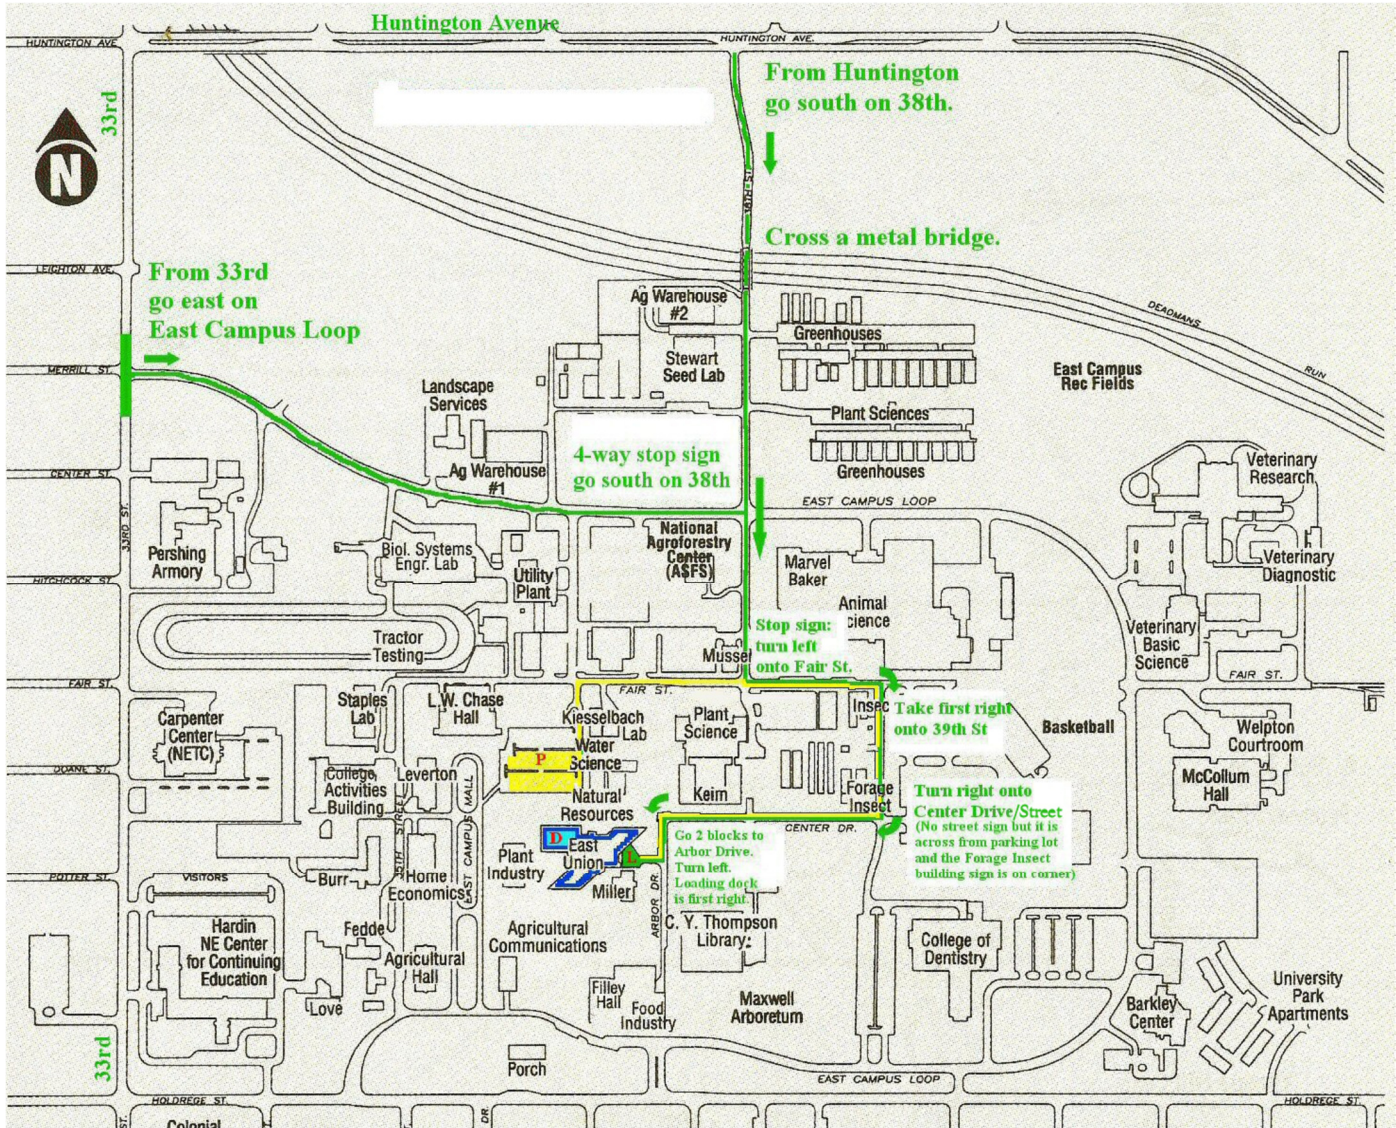 Huntington Avenue
HUNTINGTON AVE.
HUNTINGTON AVE.
From Huntington
go south on 38th.
33rd
N
38TH ST.
Cross a metal bridge.
LEIGHTON AVE.
From 33rd
go east on
East Campus Loop
Ag Warehouse
#2
Greenhouses
DEADMANS
RUN
MERRILL ST.
Stewart
Seed Lab
East Campus
Rec Fields
Landscape
Services
Plant Sciences
4-way stop sign
go south on 38th
Ag Warehouse
#1
Greenhouses
Veterinary
Research
CENTER ST.
EAST CAMPUS LOOP
33RD ST.
National
Agroforestry
Center
(ASFS)
Pershing
Armory
Biol. Systems
Engr. Lab
Marvel
Baker
Veterinary
Diagnostic
HITCHCOCK ST.
Utility
Plant
Animal
Science
Tractor
Testing
Stop sign:
turn left
onto Fair St.
Veterinary
Basic
Science
Mussel
FAIR ST.
FAIR ST.
FAIR ST.
Staples
Lab
L.W. Chase
Hall
Insec
Take first right
onto 39th St
Carpenter
Center
(NETC)
Kiesselbach
Lab
Plant
Science
Basketball
Welpton
Courtroom
Water
Science
P
DUANE ST.
College
Activities
Building
Leverton
EAST CAMPUS MALL
35TH STREET
Natural
Resources
Keim
Forage
Insect
McCollum
Hall
Turn right onto
Center Drive/Street
(No street sign but it is
across from parking lot
and the Forage Insect
building sign is on corner)
CENTER DR.
Go 2 blocks to
Arbor Drive.
Turn left.
Loading dock
is first right.
D
East
Union
L
Plant
Industry
Miller
POTTER ST.
VISITORS
Burr
Home
Economics
ARBOR DR.
Hardin
NE Center
for Continuing
Education
Fedde
Agricultural
Communications
C. Y. Thompson
Library
College of
Dentistry
Agricultural
Hall
Love
Filley
Hall
Food
Industry
Maxwell
Arboretum
Barkley
Center
University
Park
Apartments
33rd
Porch
EAST CAMPUS LOOP
HOLDREGE ST.
HOLDREGE ST.
ST.
Colonial
DR.